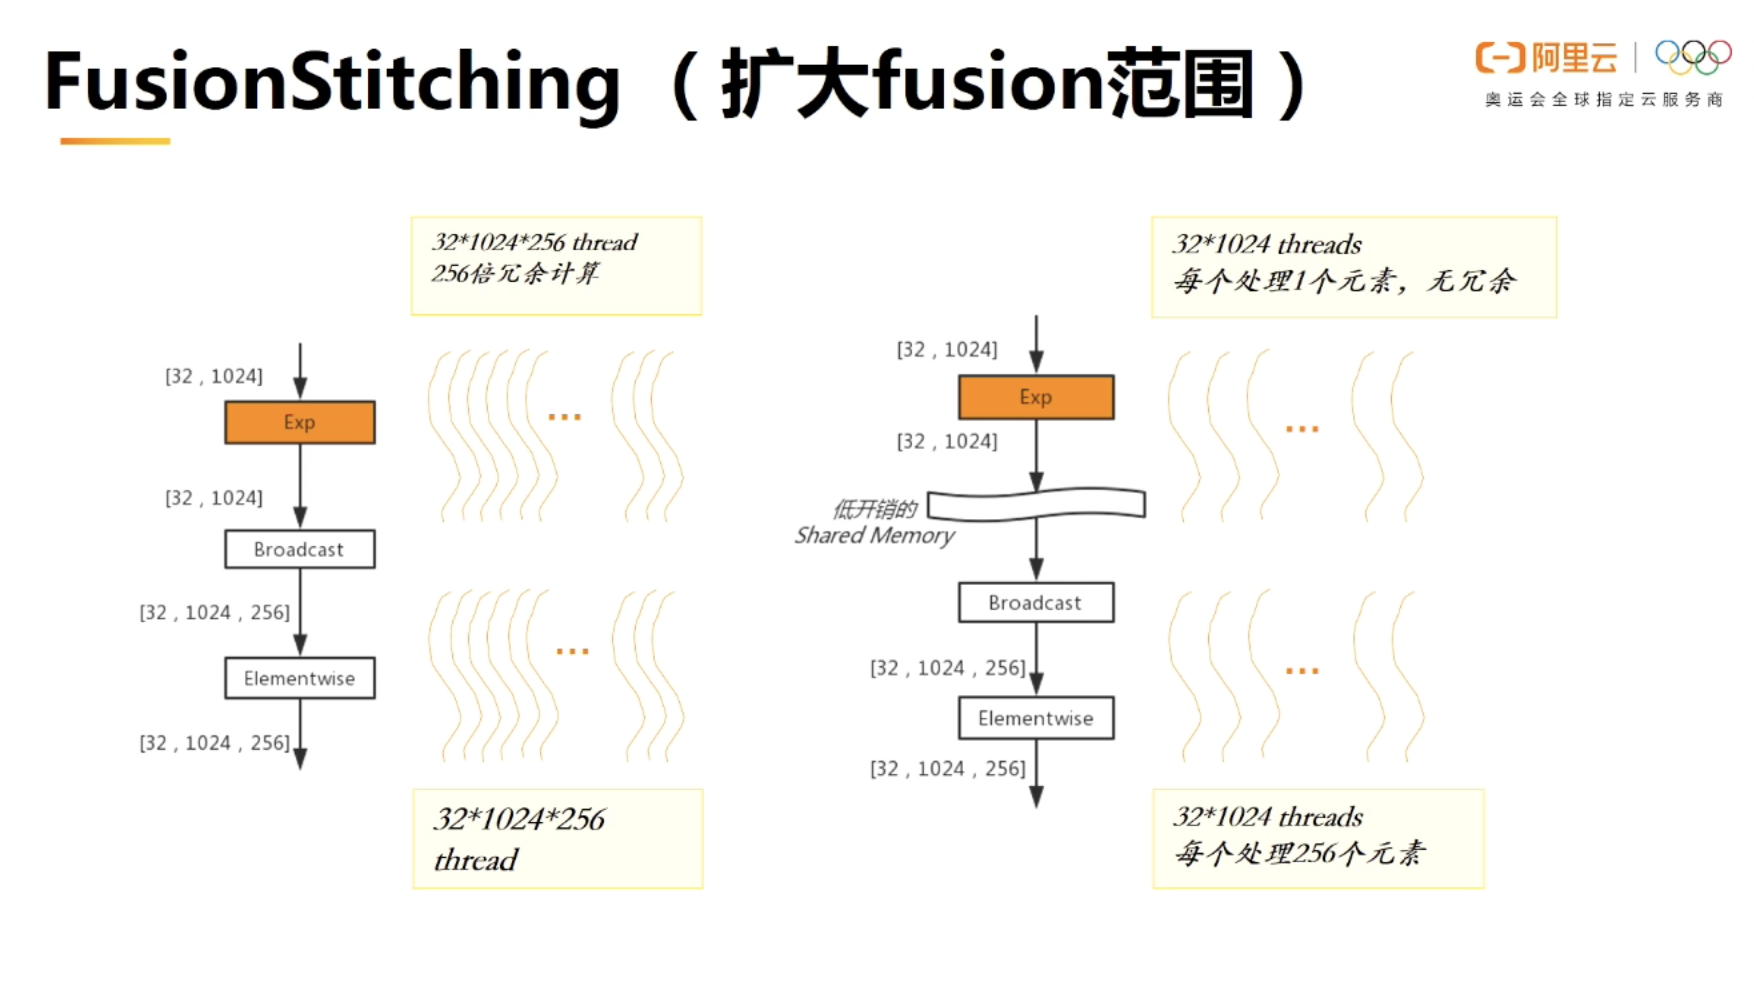 FusionStitching （扩大fusion范围）
阿里云
奥运会全球指定云服务商
32*1024*256 thread
256倍冗余计算
[32 , 1024]
Exp
[32 , 1024]
Broadcast
[32 , 1024 , 256]
Elementwise
[32 , 1024 , 256]
...
...
32*1024*256
thread
32*1024 threads
每个处理1个元素，无冗余
[32 , 1024]
Exp
[32 , 1024]
低开销的
Shared Memory
Broadcast
[32 , 1024 , 256]
Elementwise
[32 , 1024 , 256]
...
...
32*1024 threads
每个处理256个元素